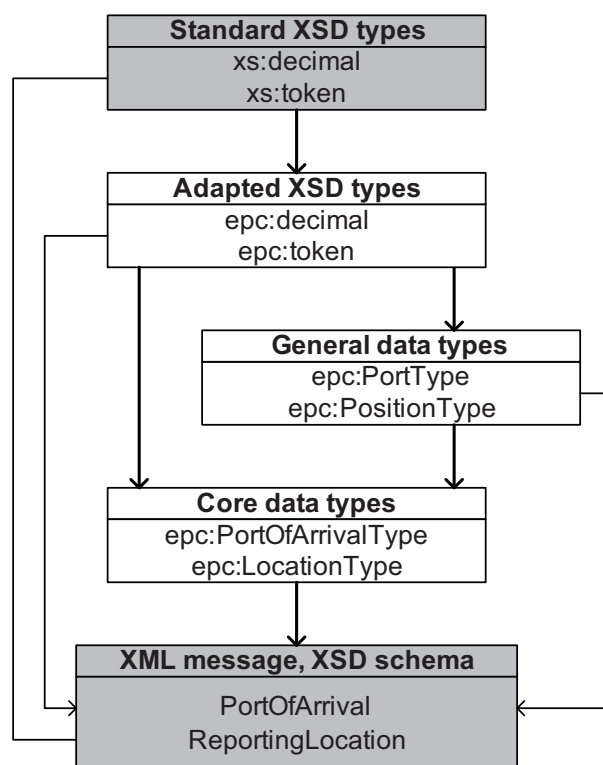 Standard XSD types
xs:decimal
xs:token
Adapted XSD types
epc:decimal
epc:token
General data types
epc:PortType
epc:PositionType
Core data types
epc:PortOfArrivalType
epc:LocationType
XML message, XSD schema
PortOfArrival
ReportingLocation